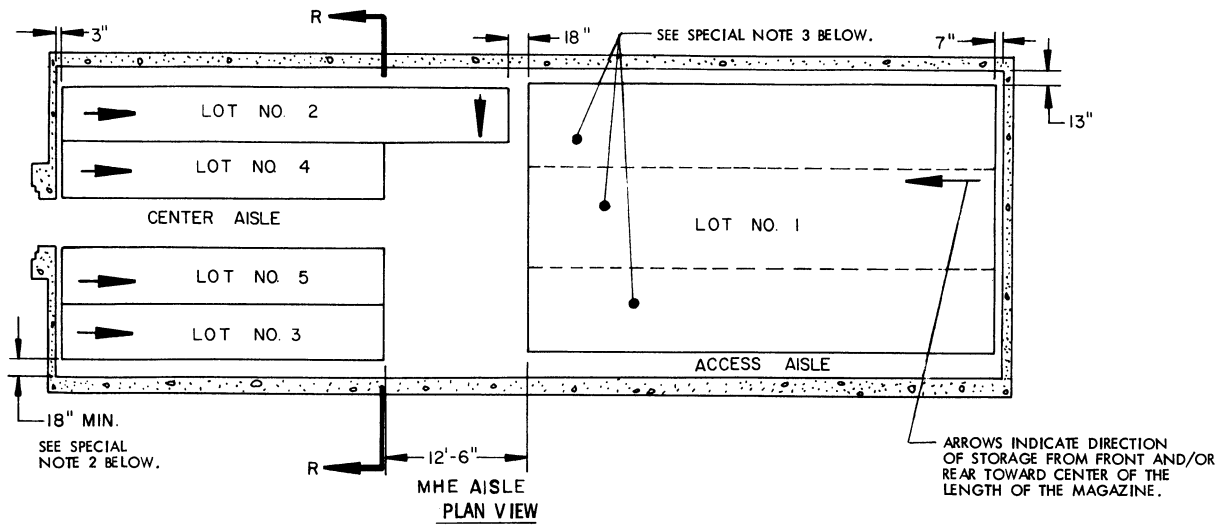 R
3"
18"
SEE SPECIAL NOTE 3 BELOW.
7"
13"
LOT NO. 2
LOT NO. 4
CENTER AISLE
LOT NO. 1
LOT NO. 5
LOT NO. 3
ACCESS AISLE
18" MIN.
SEE SPECIAL
NOTE 2 BELOW.
R
12'-6"
MHE AISLE
PLAN VIEW
ARROWS INDICATE DIRECTION
OF STORAGE FROM FRONT AND/OR
REAR TOWARD CENTER OF THE
LENGTH OF THE MAGAZINE.